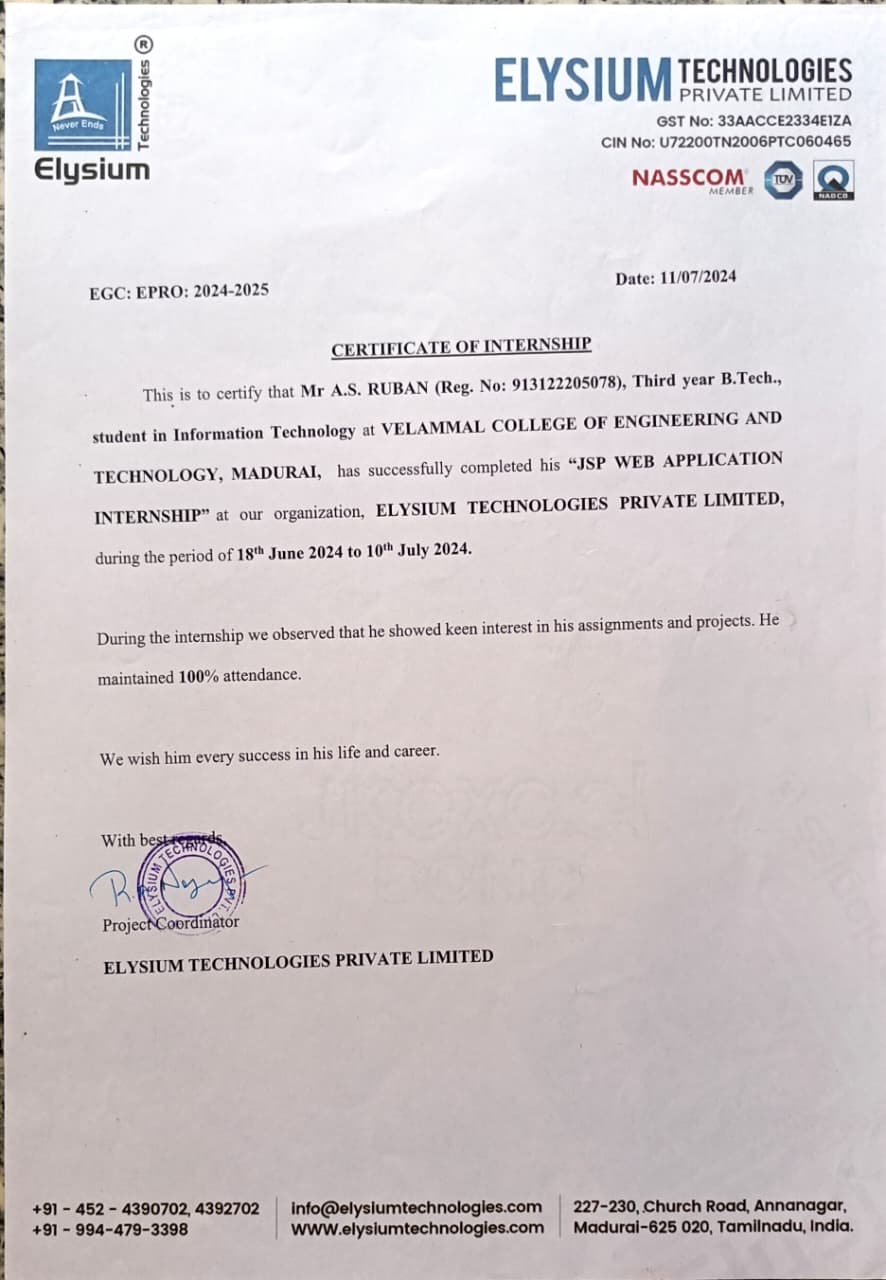 Never Ends
Technologies ®
Elysium
ELYSIUM TECHNOLOGIES
PRIVATE LIMITED
GST No: 33AACCE2334E1ZA
CIN No: U72200TN2006PTC060465
NASSCOM
MEMBER
TÜV
NABCB
EGC: EPRO: 2024-2025
Date: 11/07/2024
CERTIFICATE OF INTERNSHIP
This is to certify that Mr A.S. RUBAN (Reg. No: 913122205078), Third year B.Tech.,
student in Information Technology at VELAMMAL COLLEGE OF ENGINEERING AND
TECHNOLOGY, MADURAI, has successfully completed his “JSP WEB APPLICATION
INTERNSHIP” at our organization, ELYSIUM TECHNOLOGIES PRIVATE LIMITED,
during the period of 18th June 2024 to 10th July 2024.
During the internship we observed that he showed keen interest in his assignments and projects. He
maintained 100% attendance.
We wish him every success in his life and career.
With best regards,
ELYSIUM TECHNOLOGIES PVT. 
Project Coordinator
ELYSIUM TECHNOLOGIES PRIVATE LIMITED
+91 - 452 - 4390702, 4392702
+91 - 994-479-3398
info@elysiumtechnologies.com
www.elysiumtechnologies.com
227-230, Church Road, Annanagar,
Madurai-625 020, Tamilnadu, India.